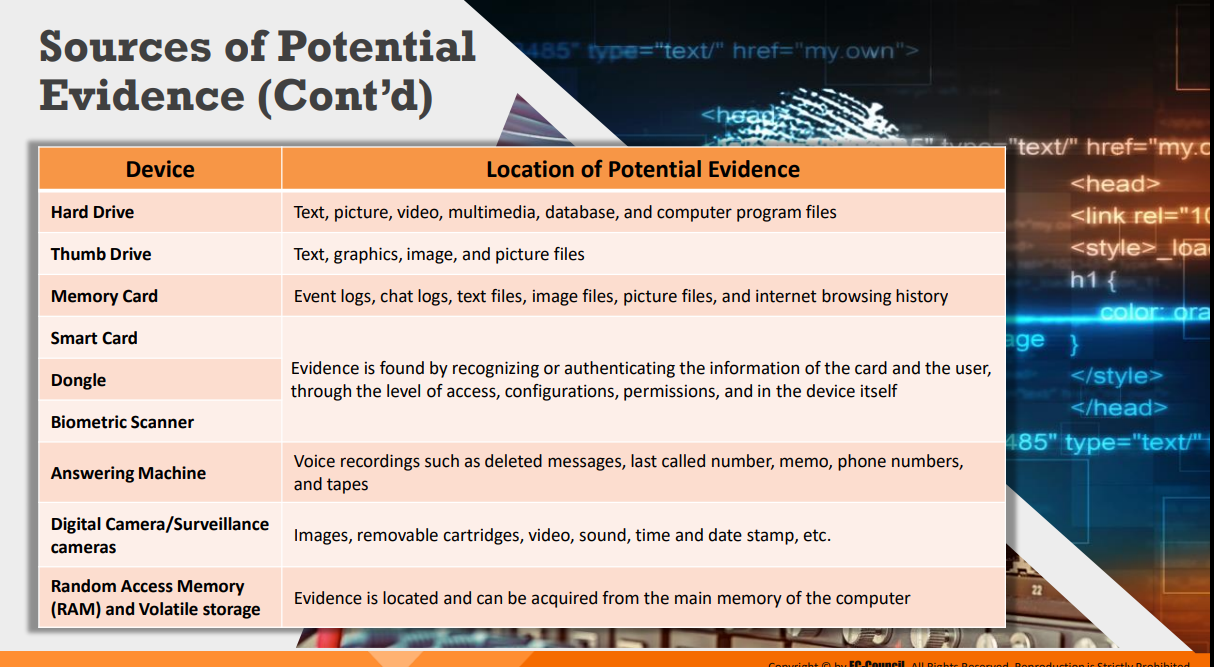 Sources of Potential
Evidence (Cont’d)
Device
Location of Potential Evidence
Hard Drive
Text, picture, video, multimedia, database, and computer program files
Thumb Drive
Text, graphics, image, and picture files
Memory Card
Event logs, chat logs, text files, image files, picture files, and internet browsing history
Smart Card
Dongle
Biometric Scanner
Evidence is found by recognizing or authenticating the information of the card and the user,
through the level of access, configurations, permissions, and in the device itself
Answering Machine
Voice recordings such as deleted messages, last called number, memo, phone numbers,
and tapes
Digital Camera/Surveillance
cameras
Images, removable cartridges, video, sound, time and date stamp, etc.
Random Access Memory
(RAM) and Volatile storage
Evidence is located and can be acquired from the main memory of the computer
485" type="text/" href="my.own">
<head>
"text/" href="my.c
<head>
<link rel="10
<style>_loa
h1 {
color: ora
age }
</style>
</head>
485" type="text/"
22
Copyright © by EC-Council. All Rights Reserved. Reproduction is Strictly Prohibited.